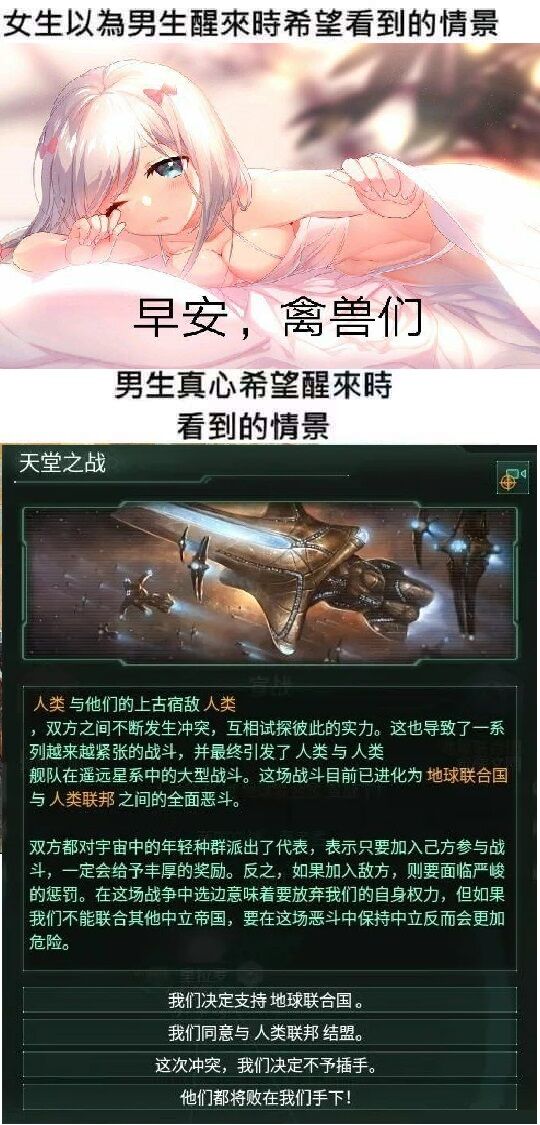 女生以為男生醒來時希望看到的情景
早安，禽兽们
男生真心希望醒來時
看到的情景
天堂之战
人类 与他们的上古宿敌 人类
，双方之间不断发生冲突，互相试探彼此的实力。这也导致了一系
列越来越紧张的战斗，并最终引发了 人类 与 人类
舰队在遥远星系中的大型战斗。这场战斗目前已进化为 地球联合国
与 人类联邦 之间的全面恶斗。
双方都对宇宙中的年轻种群派出了代表，表示只要加入己方参与战
斗，一定会给予丰厚的奖励。反之，如果加入敌方，则要面临严峻
的惩罚。在这场战争中选边意味着要放弃我们的自身权力，但如果
我们不能联合其他中立帝国，要在这场恶斗中保持中立反而会更加
危险。
我们决定支持 地球联合国 。
我们同意与 人类联邦 结盟。
这次冲突，我们决定不予插手。
他们都将败在我们手下！